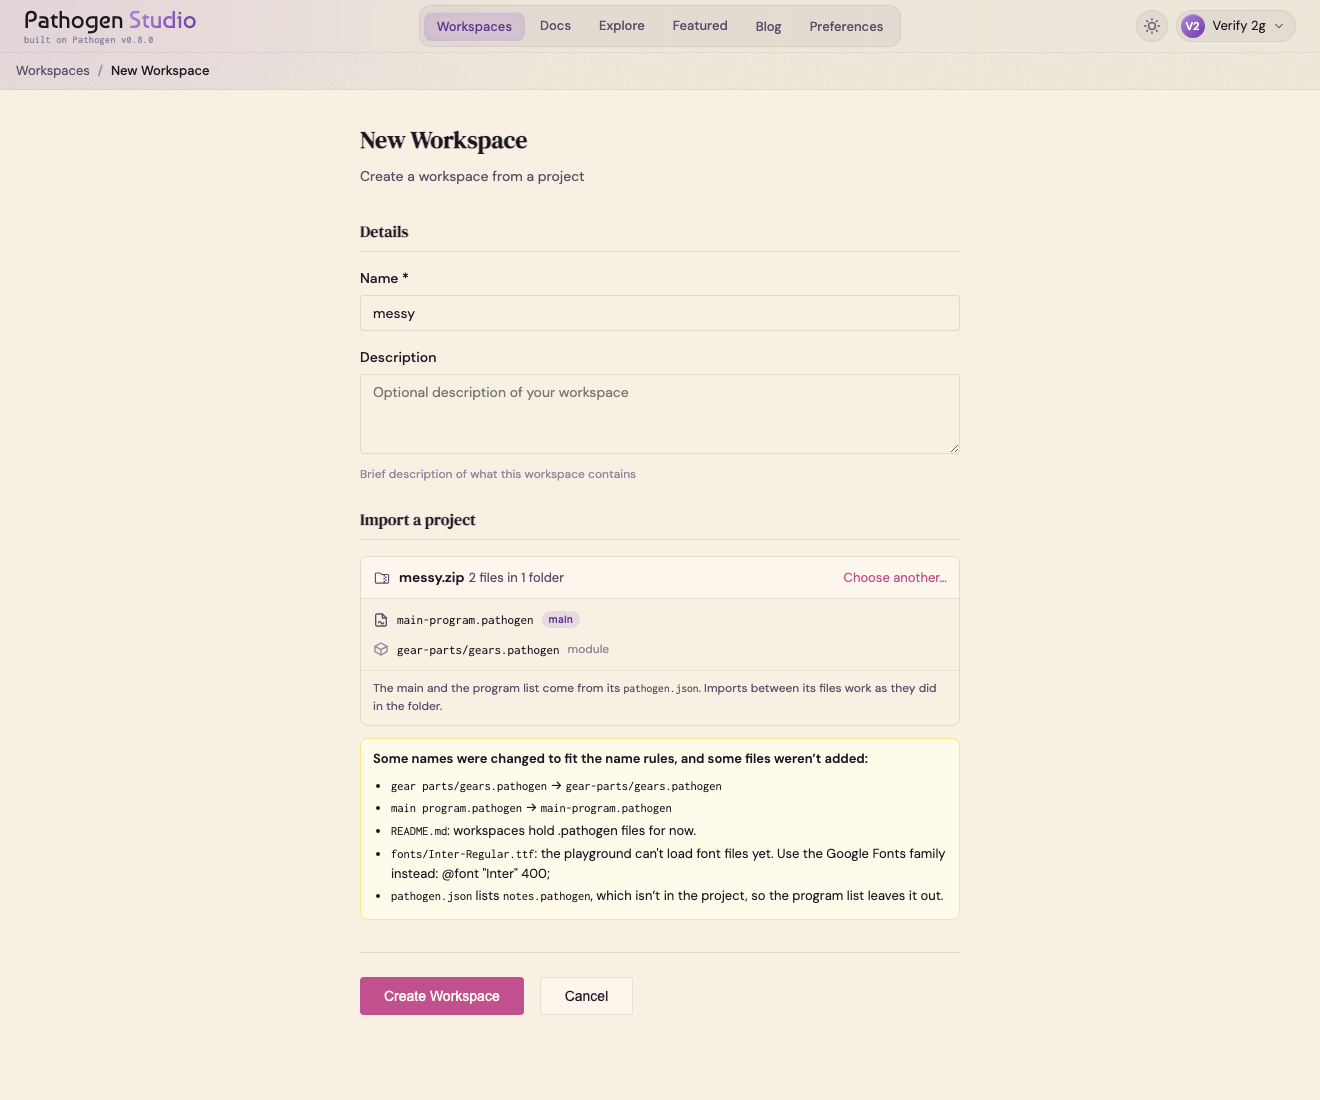 Pathogen Studio
built on Pathogen v0.8.0
Workspaces
Docs
Explore
Featured
Blog
Preferences
V2
Verify 2g
Workspaces / New Workspace
New Workspace
Create a workspace from a project
Details
Name *
messy
Description
Optional description of your workspace
Brief description of what this workspace contains
Import a project
messy.zip 2 files in 1 folder
Choose another…
main-program.pathogen main
gear-parts/gears.pathogen module
The main and the program list come from its pathogen.json. Imports between its files work as they did
in the folder.
Some names were changed to fit the name rules, and some files weren’t added:
• gear parts/gears.pathogen → gear-parts/gears.pathogen
• main program.pathogen → main-program.pathogen
• README.md: workspaces hold .pathogen files for now.
• fonts/Inter-Regular.ttf: the playground can't load font files yet. Use the Google Fonts family
instead: @font "Inter" 400;
• pathogen.json lists notes.pathogen, which isn’t in the project, so the program list leaves it out.
Create Workspace
Cancel